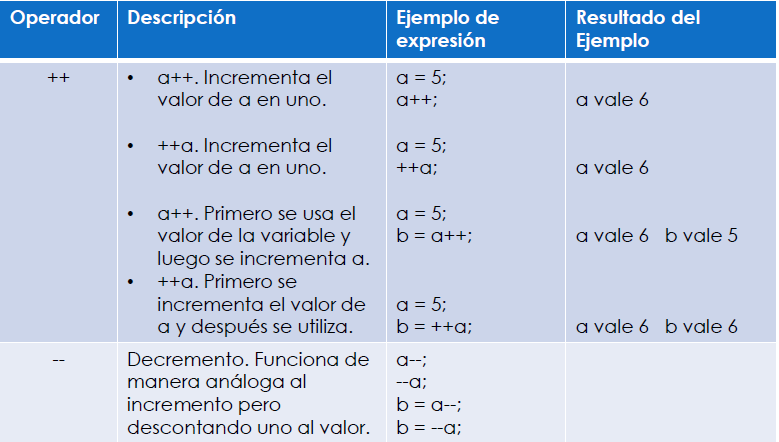 Operador
Descripción
Ejemplo de
expresión
Resultado del
Ejemplo
++
• a++. Incrementa el
valor de a en uno.
a = 5;
a++;
a vale 6
• ++a. Incrementa el
valor de a en uno.
a = 5;
++a;
a vale 6
• a++. Primero se usa el
valor de la variable y
luego se incrementa a.
a = 5;
b = a++;
a vale 6   b vale 5
• ++a. Primero se
incrementa el valor de
a y después se utiliza.
a = 5;
b = ++a;
a vale 6   b vale 6
--
Decremento. Funciona de
manera análoga al
incremento pero
descontando uno al valor.
a--;
--a;
b = a--;
b = --a;